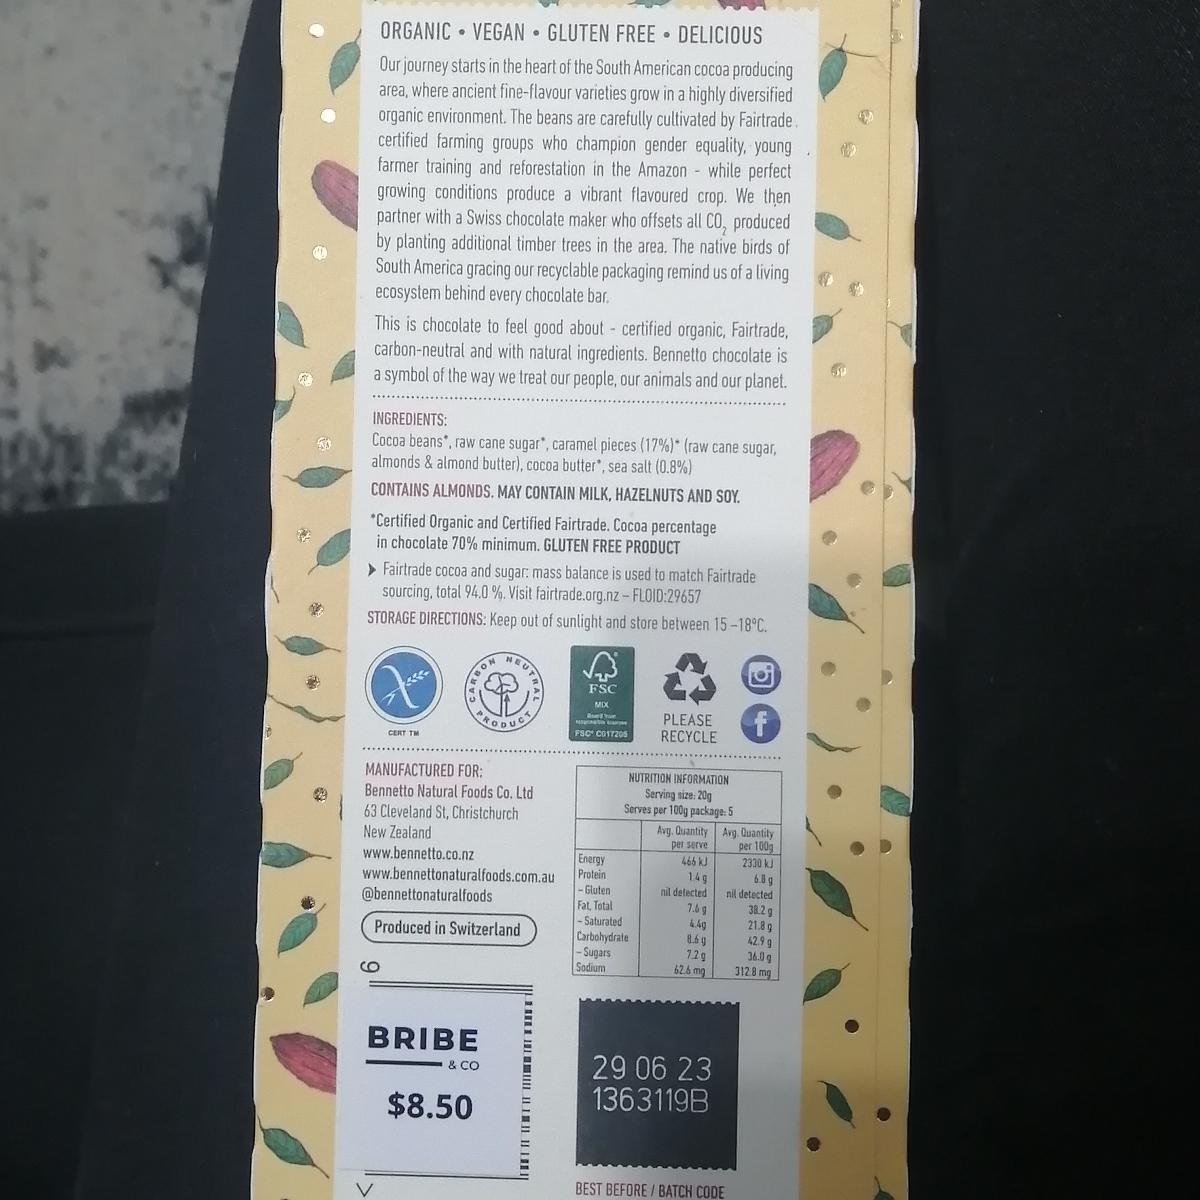 ORGANIC • VEGAN • GLUTEN FREE • DELICIOUS
Our journey starts in the heart of the South American cocoa producing
area, where ancient fine-flavour varieties grow in a highly diversified
organic environment. The beans are carefully cultivated by Fairtrade
certified farming groups who champion gender equality, young
farmer training and reforestation in the Amazon - while perfect
growing conditions produce a vibrant flavoured crop. We then
partner with a Swiss chocolate maker who offsets all CO₂ produced
by planting additional timber trees in the area. The native birds of
South America gracing our recyclable packaging remind us of a living
ecosystem behind every chocolate bar.
This is chocolate to feel good about - certified organic, Fairtrade,
carbon-neutral and with natural ingredients. Bennetto chocolate is
a symbol of the way we treat our people, our animals and our planet.
INGREDIENTS:
Cocoa beans*, raw cane sugar*, caramel pieces (17%)* (raw cane sugar,
almonds & almond butter), cocoa butter*, sea salt (0.8%)
CONTAINS ALMONDS. MAY CONTAIN MILK, HAZELNUTS AND SOY.
*Certified Organic and Certified Fairtrade. Cocoa percentage
in chocolate 70% minimum. GLUTEN FREE PRODUCT
Fairtrade cocoa and sugar: mass balance is used to match Fairtrade
sourcing, total 94.0 %. Visit fairtrade.org.nz – FLOID:29657
STORAGE DIRECTIONS: Keep out of sunlight and store between 15 –18°C.
CERT TM
CARBON NEUTRAL PRODUCT
FSC
MIX
Board from
responsible sources
FSC® C017205
PLEASE
RECYCLE
MANUFACTURED FOR:
Bennetto Natural Foods Co. Ltd
63 Cleveland St, Christchurch
New Zealand
www.bennetto.co.nz
www.bennettonaturalfoods.com.au
@bennettonaturalfoods
Produced in Switzerland
NUTRITION INFORMATION
Serving size: 20g
Serves per 100g package: 5
Avg. Quantity per serve Avg. Quantity per 100g
Energy 466 kJ 2330 kJ
Protein 1.4 g 6.8 g
– Gluten nil detected nil detected
Fat, Total 7.6 g 38.2 g
– Saturated 4.4g 21.8 g
Carbohydrate 8.6 g 42.9 g
– Sugars 7.2 g 36.0 g
Sodium 62.6 mg 312.8 mg
9
BRIBE
& CO
$8.50
29 06 23
1363119B
BEST BEFORE / BATCH CODE